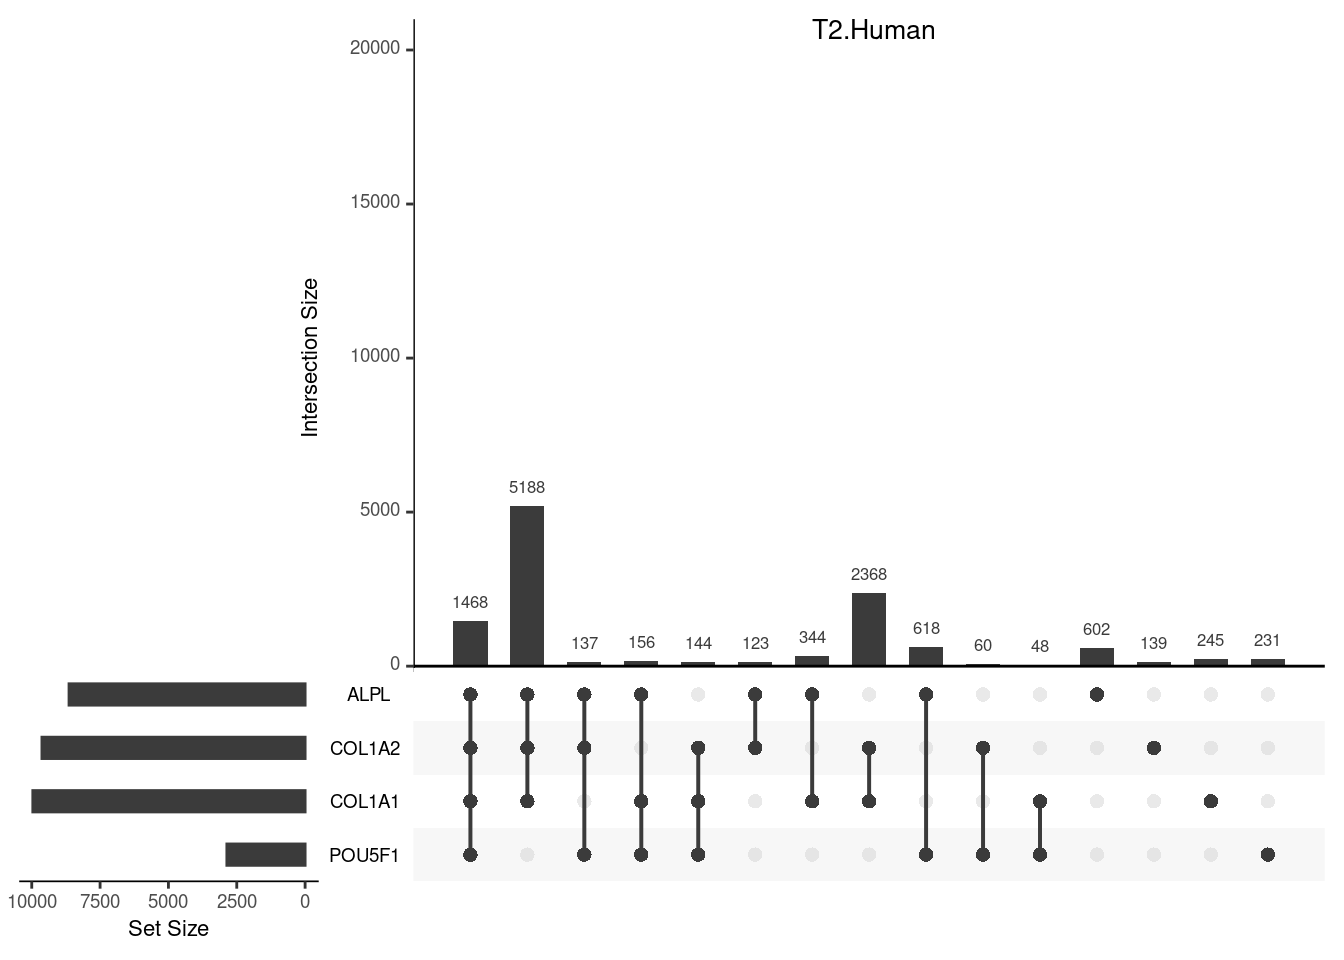 T2.Human
20000
15000
10000
5000
0
Intersection Size
1468 5188 137 156 144 123 344 2368 618 60 48 602 139 245 231
ALPL
COL1A2
COL1A1
POU5F1
10000 7500 5000 2500 0
Set Size